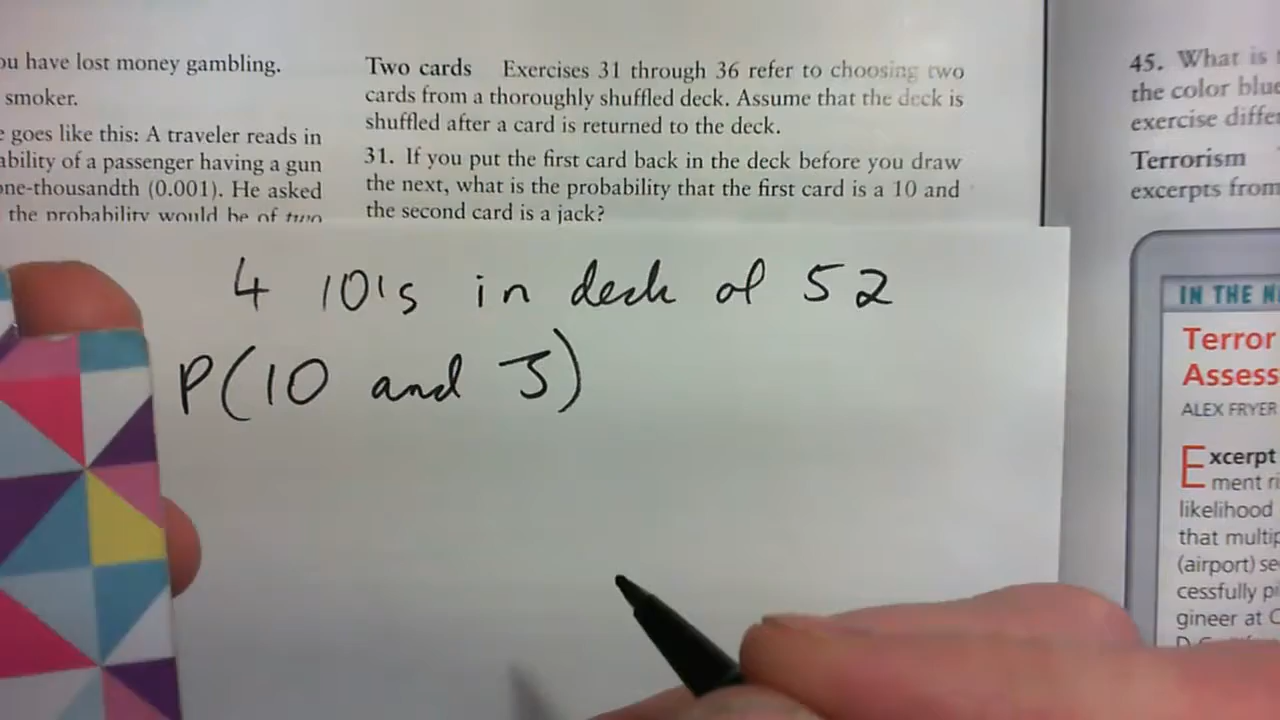 ou have lost money gambling.
smoker.
e goes like this: A traveler reads in
ability of a passenger having a gun
one-thousandth (0.001). He asked
the probability would be of two
Two cards Exercises 31 through 36 refer to choosing two
cards from a thoroughly shuffled deck. Assume that the deck is
shuffled after a card is returned to the deck.
31. If you put the first card back in the deck before you draw
the next, what is the probability that the first card is a 10 and
the second card is a jack?
4 10's in deck of 52
P(10 and J)
45. What is
the color blue
exercise differ
Terrorism
excerpts from
IN THE N
Terror
Assess
ALEX FRYER
Excerpt
ment ri
likelihood
that multip
(airport) se
cessfully p
gineer at C